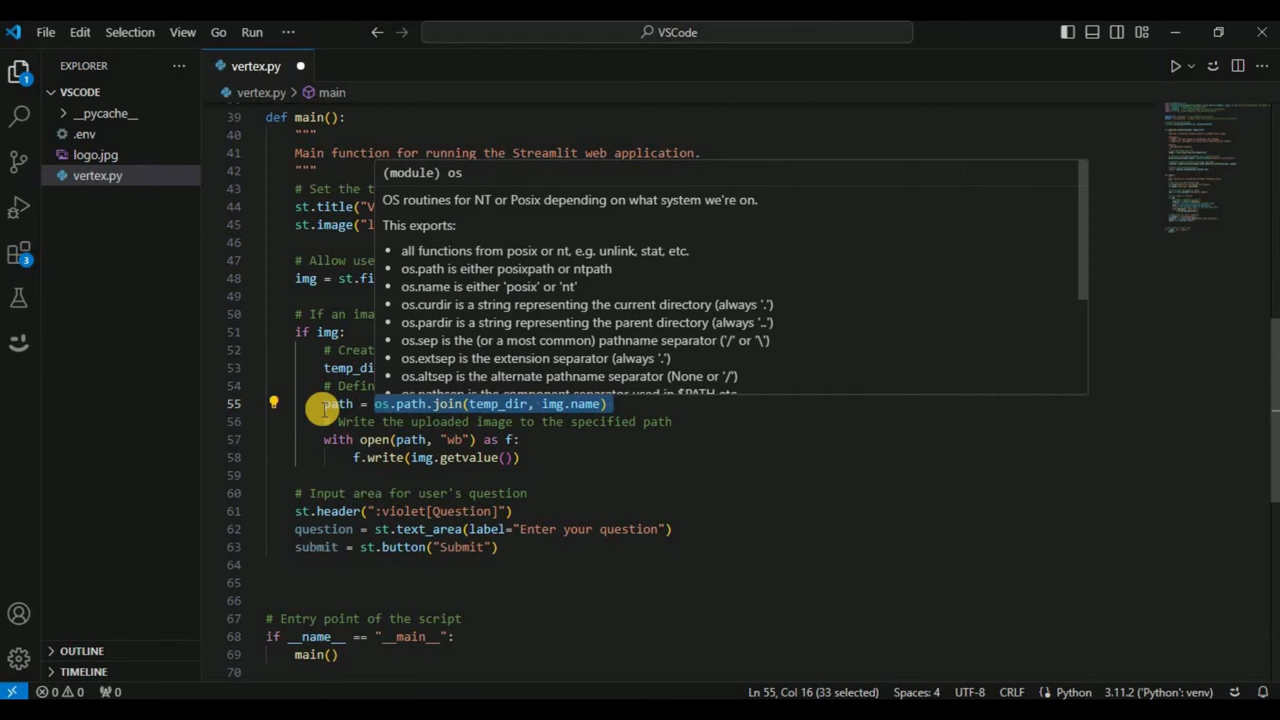 File Edit Selection View Go Run ··· VSCode
EXPLORER ···
VSCODE
__pycache__
.env
logo.jpg
vertex.py
OUTLINE
TIMELINE
vertex.py
vertex.py > main
39 def main():
40 """
41 Main function for running the Streamlit web application.
42 """
43 # Set the t
44 st.title("V
45 st.image("l
46
47 # Allow use
48 img = st.fi
49
50 # If an ima
51 if img:
52 # Creat
53 temp_di
54 # Defin
55 path = os.path.join(temp_dir, img.name)
56 # Write the uploaded image to the specified path
57 with open(path, "wb") as f:
58 f.write(img.getvalue())
59
60 # Input area for user's question
61 st.header(":violet[Question]")
62 question = st.text_area(label="Enter your question")
63 submit = st.button("Submit")
64
65
66
67 # Entry point of the script
68 if __name__ == "__main__":
69 main()
70
(module) os
OS routines for NT or Posix depending on what system we're on.
This exports:
• all functions from posix or nt, e.g. unlink, stat, etc.
• os.path is either posixpath or ntpath
• os.name is either 'posix' or 'nt'
• os.curdir is a string representing the current directory (always '.')
• os.pardir is a string representing the parent directory (always '..')
• os.sep is the (or a most common) pathname separator ('/' or '\')
• os.extsep is the extension separator (always '.')
• os.altsep is the alternate pathname separator (None or '/')
• os.pathsep is the component separator used in $PATH etc
1
3
0 0 0 Ln 55, Col 16 (33 selected) Spaces: 4 UTF-8 CRLF Python 3.11.2 ('Python': venv)